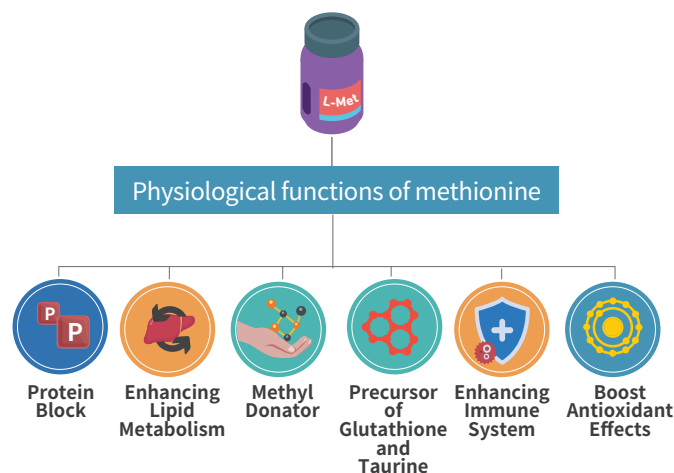 L-Met
Physiological functions of methionine
P
P
Protein
Block
Enhancing
Lipid
Metabolism
Methyl
Donator
Precursor
of
Glutathione
and
Taurine
Enhancing
Immune
System
Boost
Antioxidant
Effects